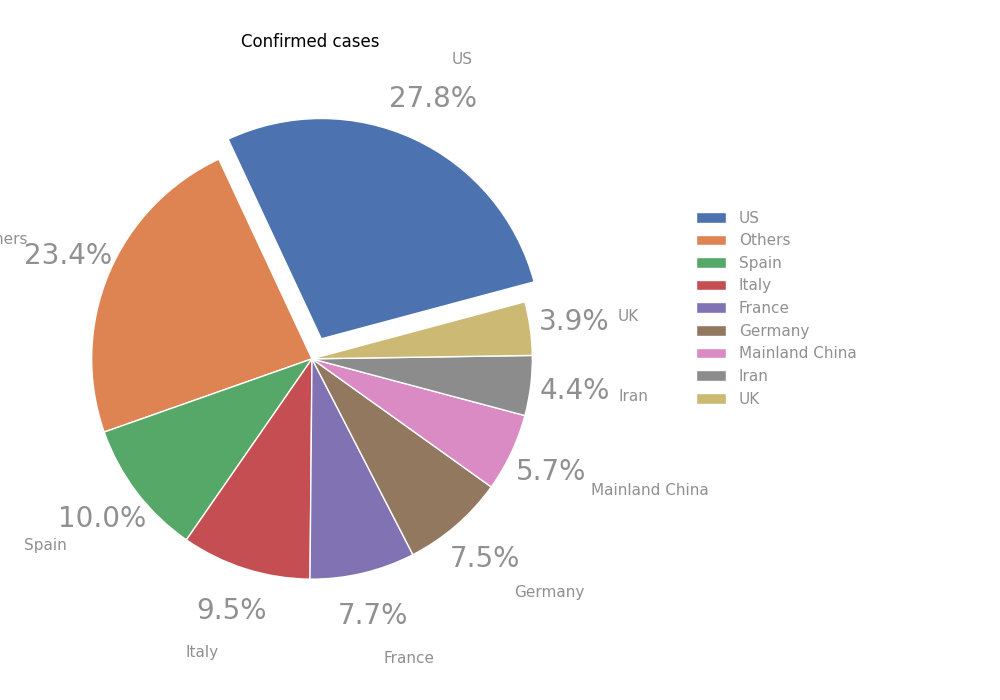 Confirmed cases
US
27.8%
hers
23.4%
UK
3.9%
4.4%
Iran
5.7%
Mainland China
10.0%
Spain
7.5%
Germany
9.5%
Italy
7.7%
France
US
Others
Spain
Italy
France
Germany
Mainland China
Iran
UK